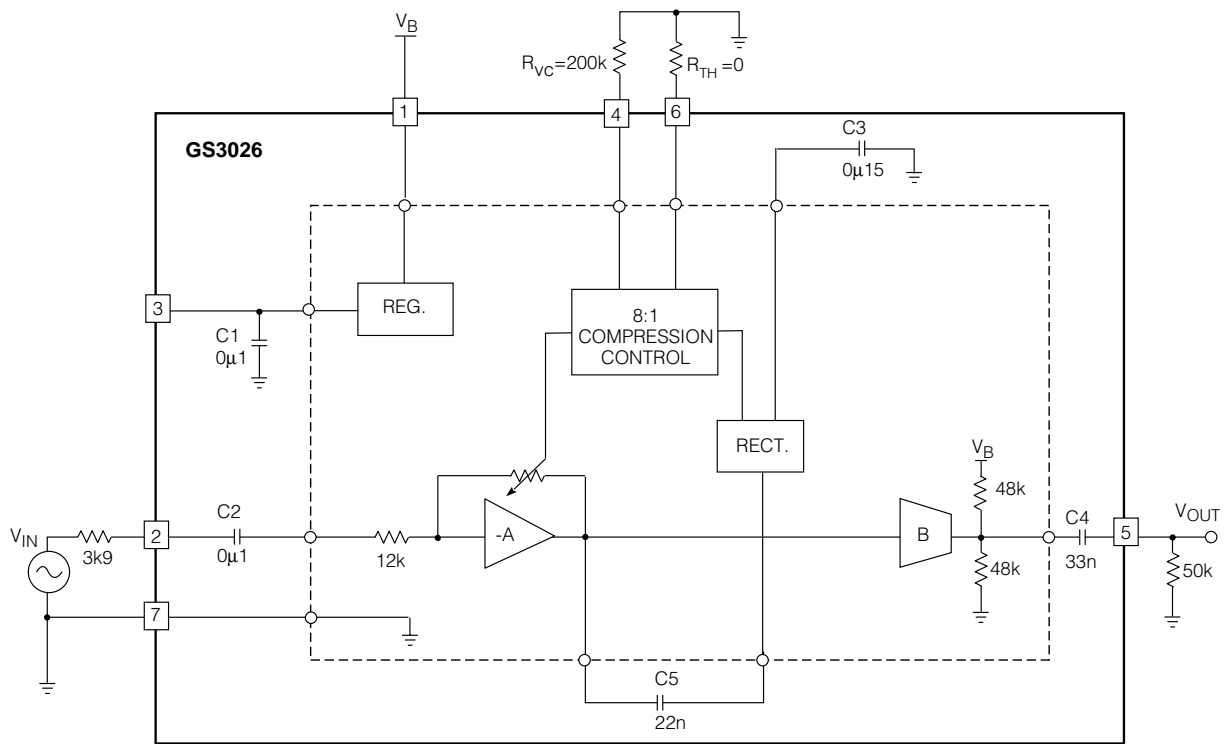 V_B
R_VC=200k
R_TH =0
1
4
6
GS3026
C3
0μ15
3
REG.
C1
0μ1
8:1
COMPRESSION
CONTROL
RECT.
V_B
48k
V_IN
3k9
2
C2
0μ1
12k
-A
B
48k
C4
33n
5
V_OUT
50k
7
C5
22n